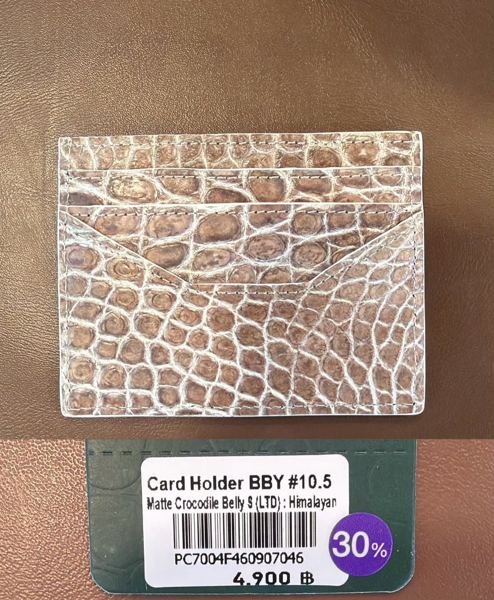 Card Holder BBY #10.5
Matte Crocodile Belly S (LTD) : Himalayan
PC7004F460907046
30%
4,900 ฿